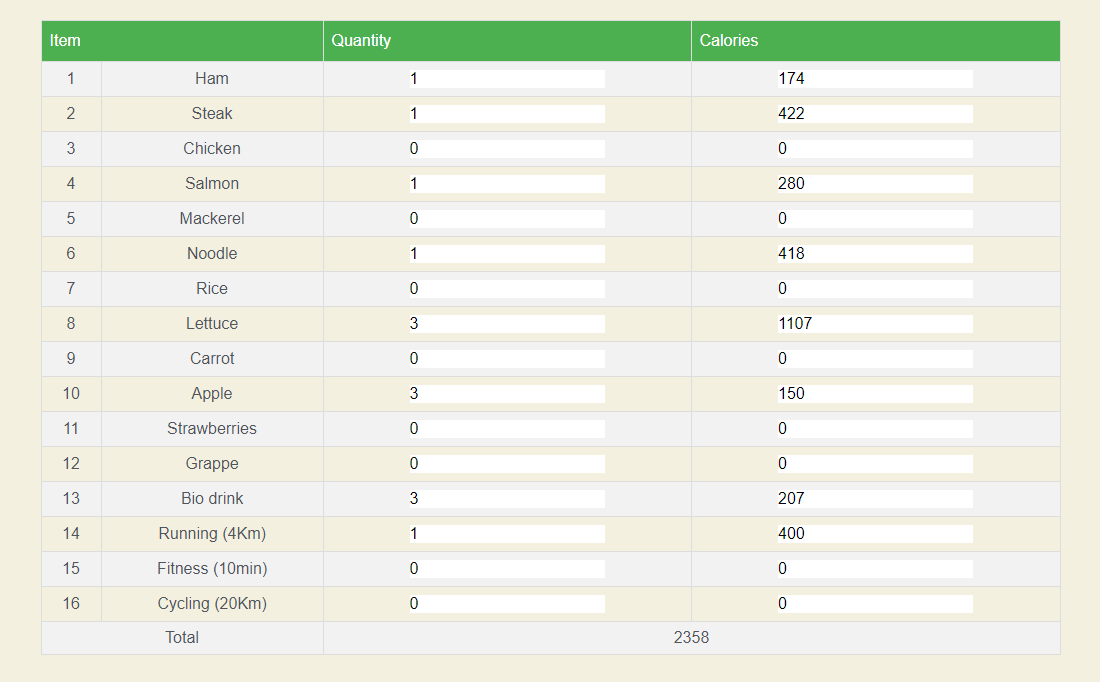 Item Quantity Calories
1 Ham 1 174
2 Steak 1 422
3 Chicken 0 0
4 Salmon 1 280
5 Mackerel 0 0
6 Noodle 1 418
7 Rice 0 0
8 Lettuce 3 1107
9 Carrot 0 0
10 Apple 3 150
11 Strawberries 0 0
12 Grappe 0 0
13 Bio drink 3 207
14 Running (4Km) 1 400
15 Fitness (10min) 0 0
16 Cycling (20Km) 0 0
Total 2358